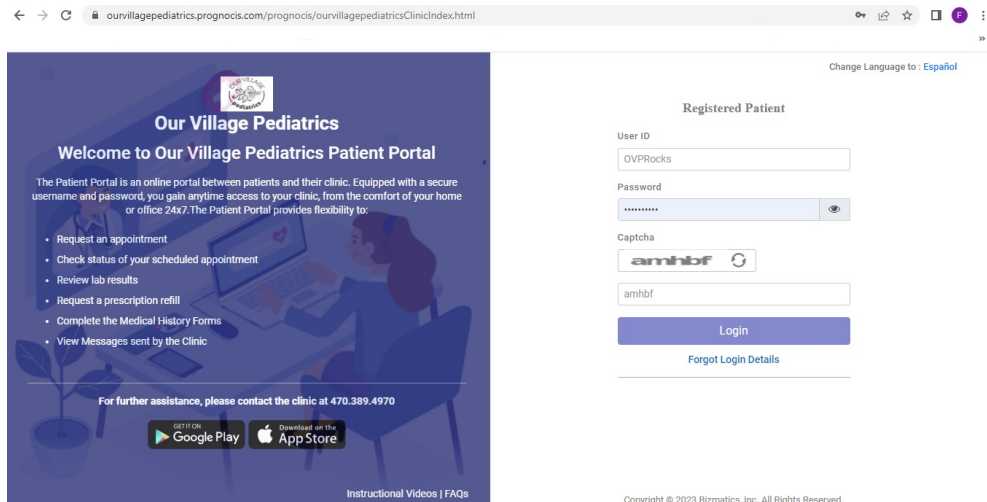 ourvillagepediatrics.prognocis.com/prognocis/ourvillagepediatricsClinicIndex.html
F
Change Language to : Español
OUR VILLAGE
pediatrics
Our Village Pediatrics
Welcome to Our Village Pediatrics Patient Portal
The Patient Portal is an online portal between patients and their clinic. Equipped with a secure
username and password, you gain anytime access to your clinic, from the comfort of your home
or office 24x7.The Patient Portal provides flexibility to:
• Request an appointment
• Check status of your scheduled appointment
• Review lab results
• Request a prescription refill
• Complete the Medical History Forms
• View Messages sent by the Clinic
For further assistance, please contact the clinic at 470.389.4970
GET IT ON
Google Play
Download on the
App Store
Instructional Videos | FAQs
Registered Patient
User ID
OVPRocks
Password
••••••••••
Captcha
amhbf
amhbf
Login
Forgot Login Details
Copyright © 2023 Bizmatics, Inc. All Rights Reserved